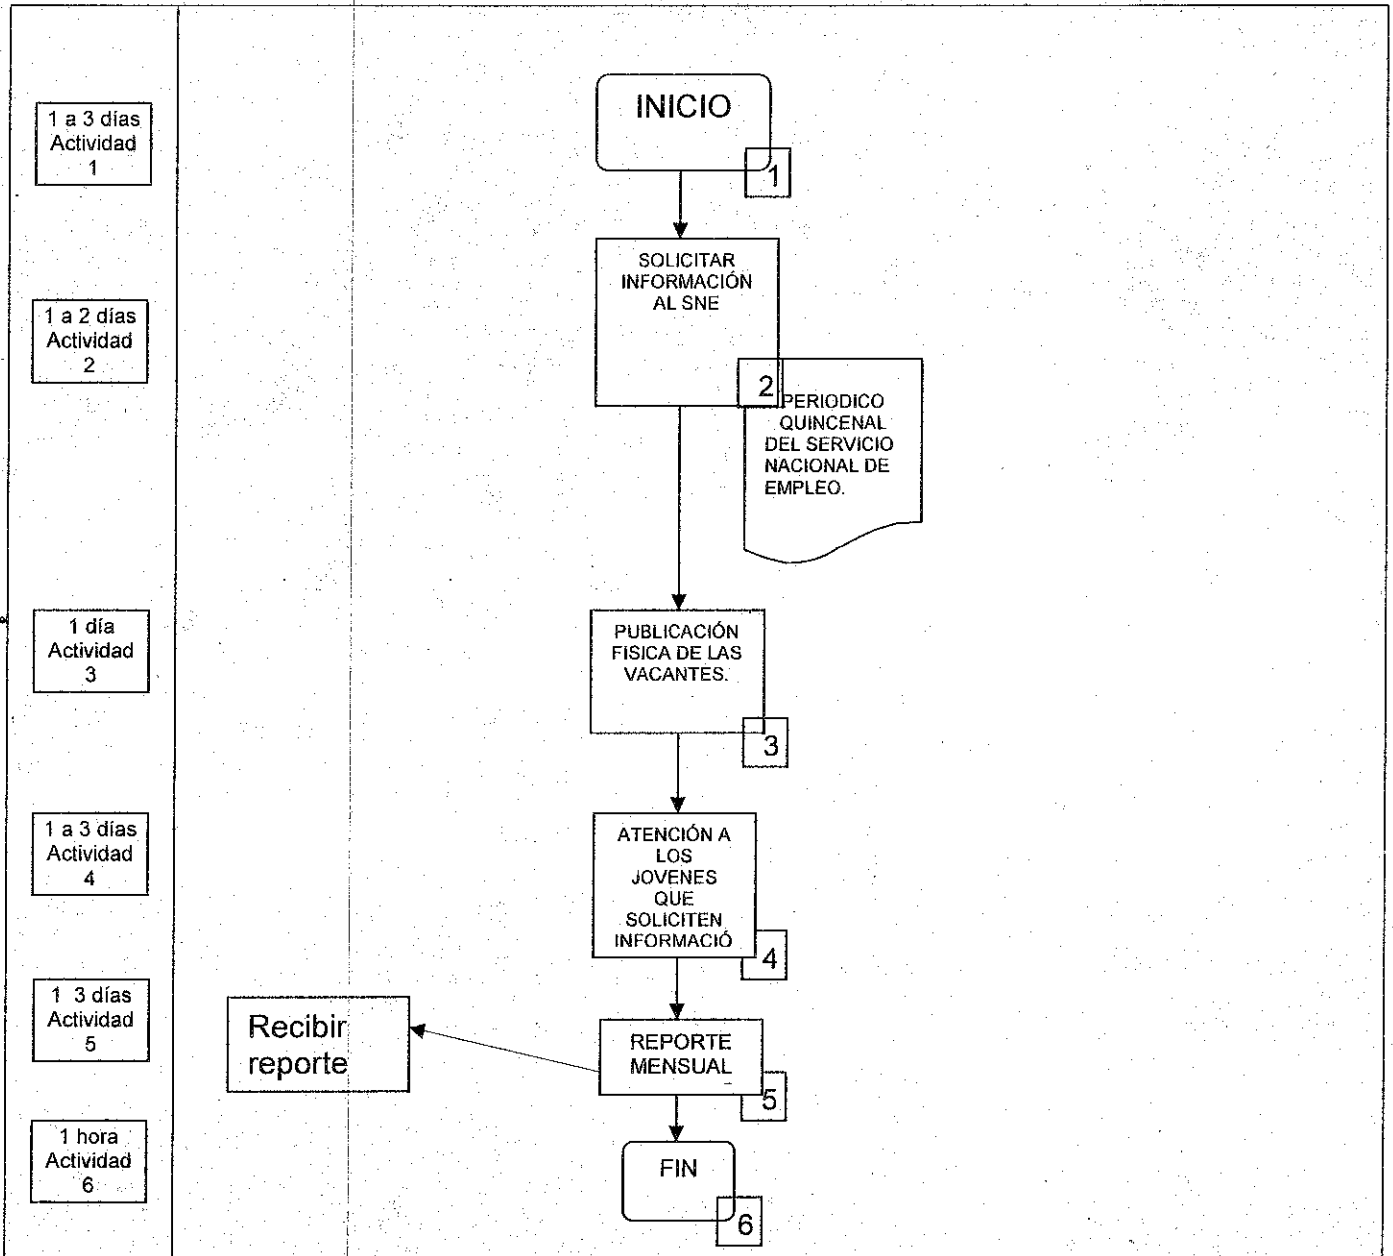 1 a 3 días
Actividad
1
INICIO
1
SOLICITAR
INFORMACIÓN
AL SNE
2
1 a 2 días
Actividad
2
PERIODICO
QUINCENAL
DEL SERVICIO
NACIONAL DE
EMPLEO.
1 día
Actividad
3
PUBLICACIÓN
FISICA DE LAS
VACANTES.
3
1 a 3 días
Actividad
4
ATENCIÓN A
LOS
JOVENES
QUE
SOLICITEN
INFORMACIÓ
4
1 3 días
Actividad
5
Recibir
reporte
REPORTE
MENSUAL
5
1 hora
Actividad
6
FIN
6